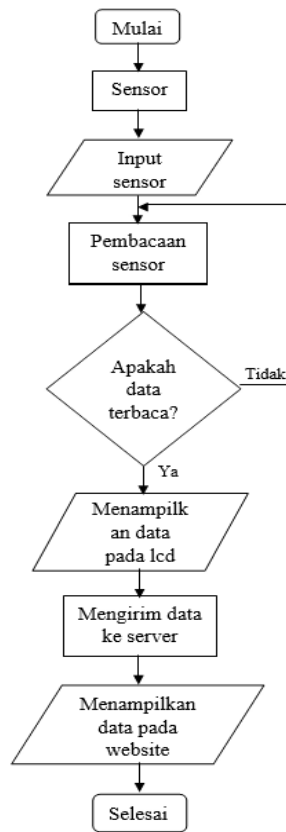 Mulai
Sensor
Input
sensor
Pembacaan
sensor
Apakah
data
terbaca?
Tidak
Ya
Menampilk
an data
pada lcd
Mengirim data
ke server
Menampilkan
data pada
website
Selesai